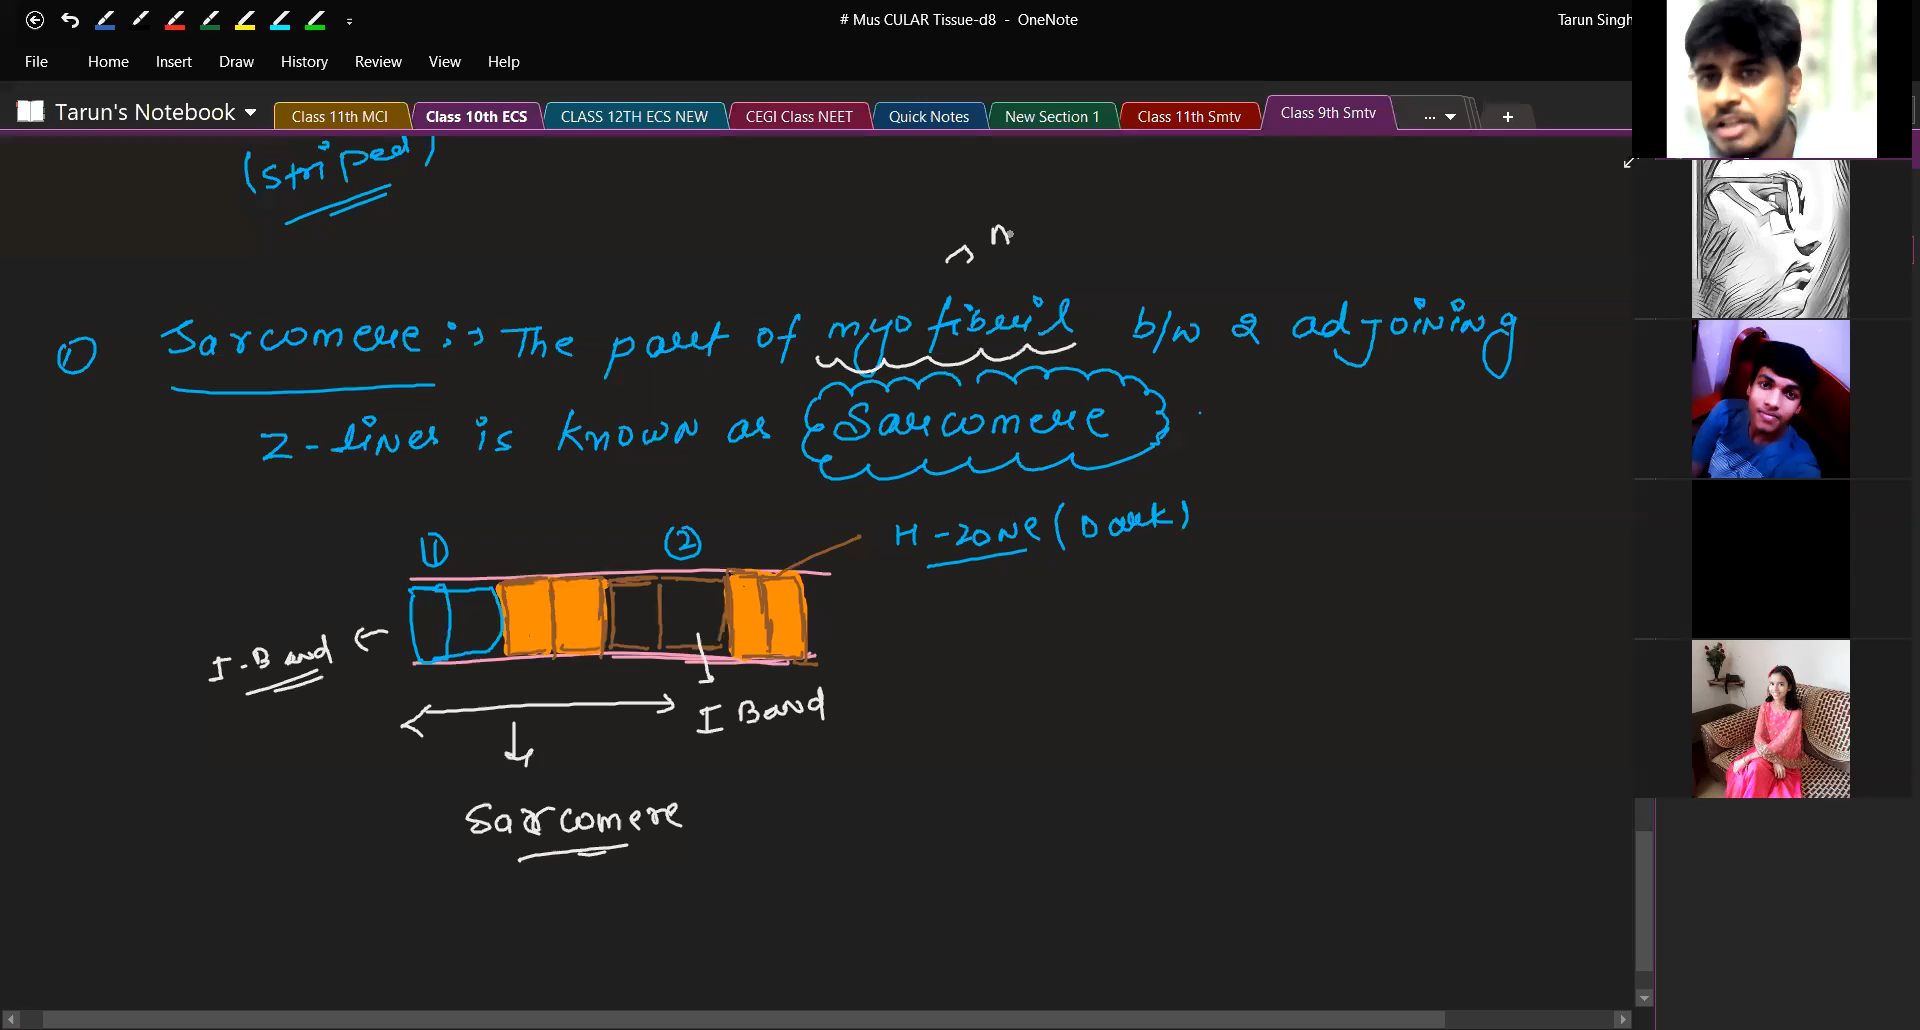 # Mus CULAR Tissue-d8 - OneNote
Tarun Singh
File Home Insert Draw History Review View Help
Tarun's Notebook
Class 11th MCI
Class 10th ECS
CLASS 12TH ECS NEW
CEGI Class NEET
Quick Notes
New Section 1
Class 11th Smtv
Class 9th Smtv
...
+
(Striped)
n
① Sarcomere :→ The part of myofibril b/w 2 adjoining
Z-lines is known as Sarcomere.
① ② H-zone (Dark)
I-Band
I Band
Sarcomere